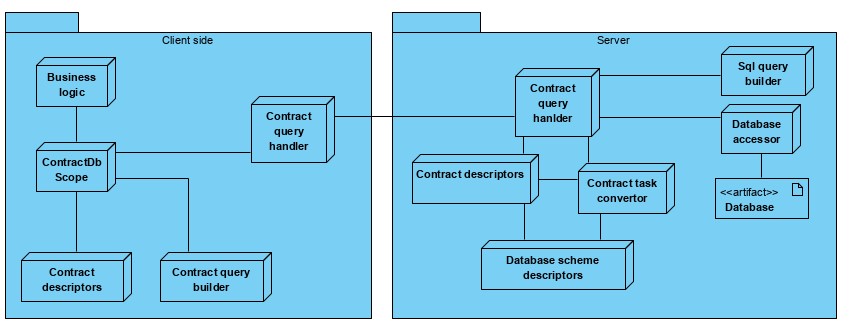 Client side
Business
logic
Contract
query
handler
ContractDb
Scope
Contract
descriptors
Contract query
builder
Server
Contract
query
hanlder
Sql query
builder
Database
accessor
Contract descriptors
Contract task
convertor
<<artifact>>
Database
Database scheme
descriptors